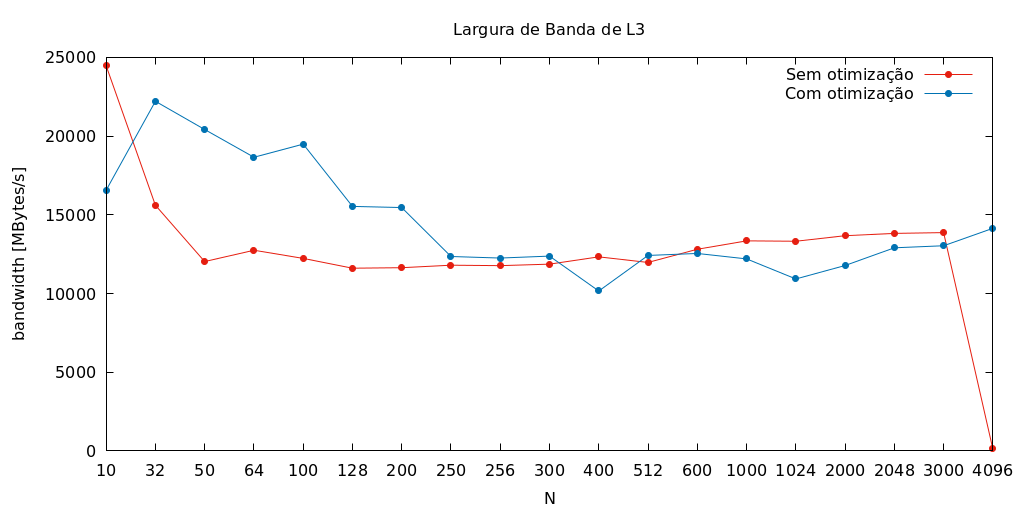 Largura de Banda de L3
Sem otimização
Com otimização
bandwidth [MBytes/s]
25000
20000
15000
10000
5000
0
10 32 50 64 100 128 200 250 256 300 400 512 600 1000 1024 2000 2048 3000 4096
N